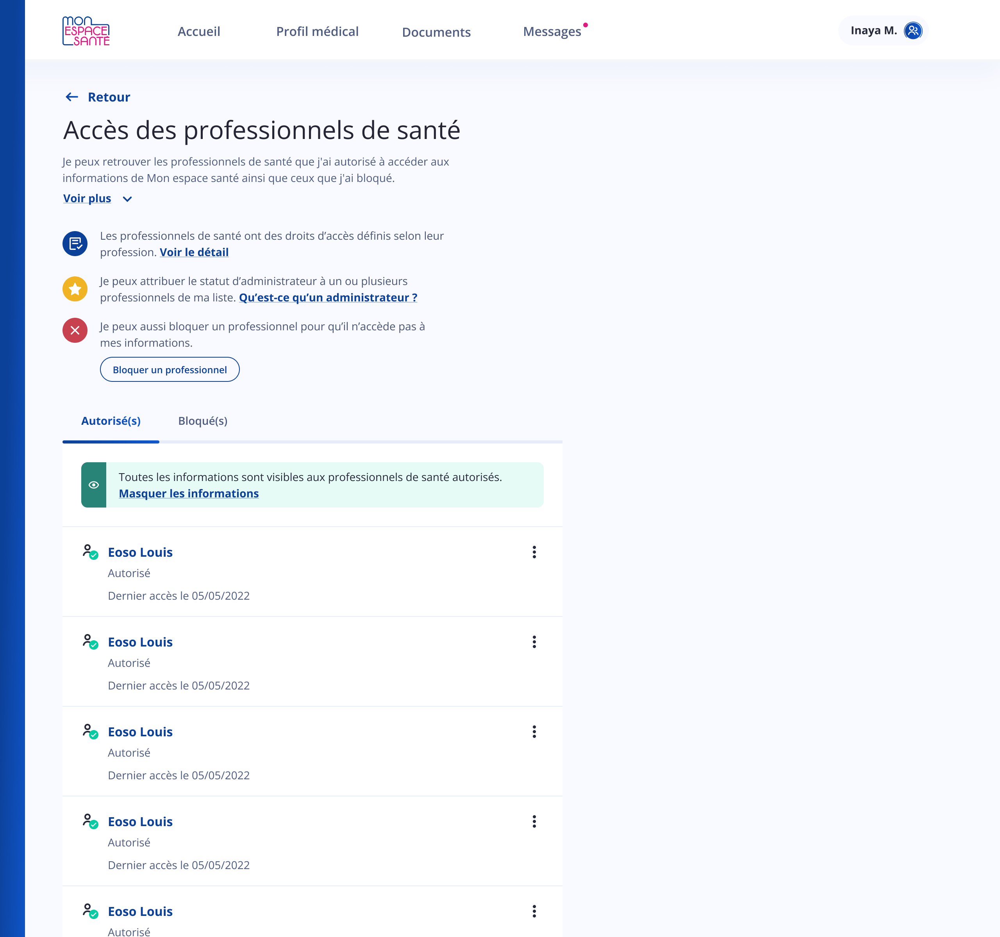 mon
ESPACE
SANTÉ
Accueil
Profil médical
Documents
Messages
Inaya M.
Retour
Accès des professionnels de santé
Je peux retrouver les professionnels de santé que j'ai autorisé à accéder aux
informations de Mon espace santé ainsi que ceux que j'ai bloqué.
Voir plus
Les professionnels de santé ont des droits d’accès définis selon leur
profession. Voir le détail
Je peux attribuer le statut d’administrateur à un ou plusieurs
professionnels de ma liste. Qu’est-ce qu’un administrateur ?
Je peux aussi bloquer un professionnel pour qu’il n’accède pas à
mes informations.
Bloquer un professionnel
Autorisé(s)
Bloqué(s)
Toutes les informations sont visibles aux professionnels de santé autorisés.
Masquer les informations
Eoso Louis
Autorisé
Dernier accès le 05/05/2022
Eoso Louis
Autorisé
Dernier accès le 05/05/2022
Eoso Louis
Autorisé
Dernier accès le 05/05/2022
Eoso Louis
Autorisé
Dernier accès le 05/05/2022
Eoso Louis
Autorisé